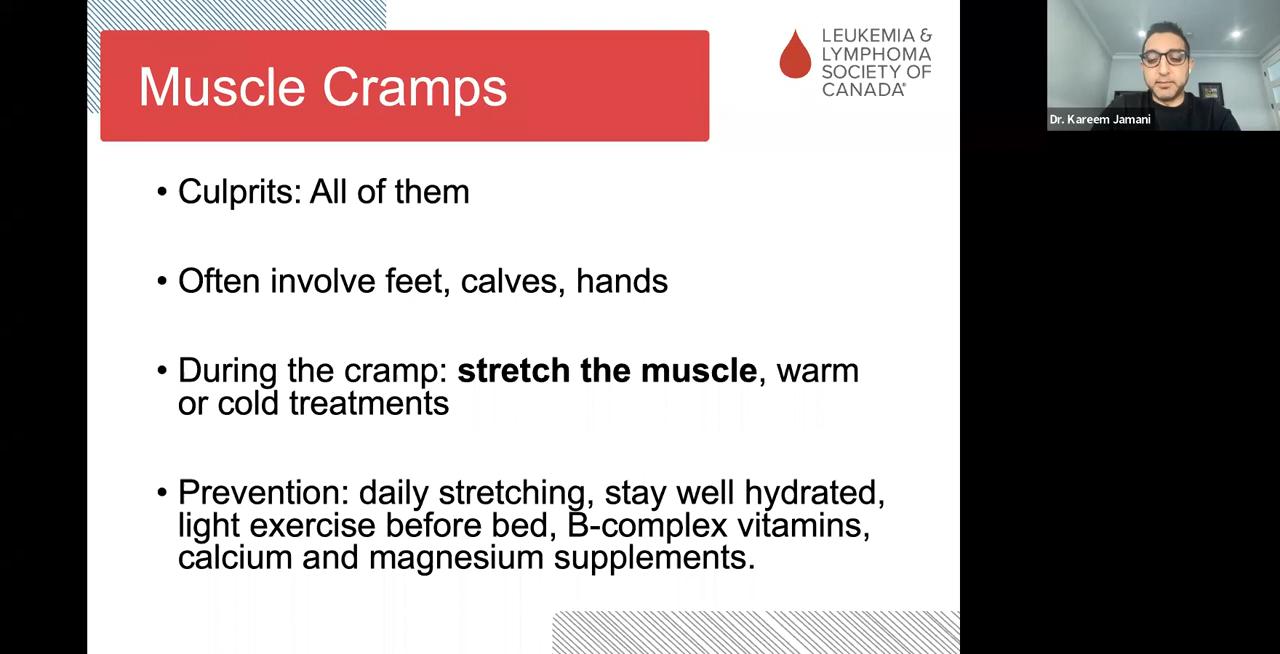 Muscle Cramps
LEUKEMIA &
LYMPHOMA
SOCIETY OF
CANADA®
Dr. Kareem Jamani
• Culprits: All of them
• Often involve feet, calves, hands
• During the cramp: stretch the muscle, warm
or cold treatments
• Prevention: daily stretching, stay well hydrated,
light exercise before bed, B-complex vitamins,
calcium and magnesium supplements.